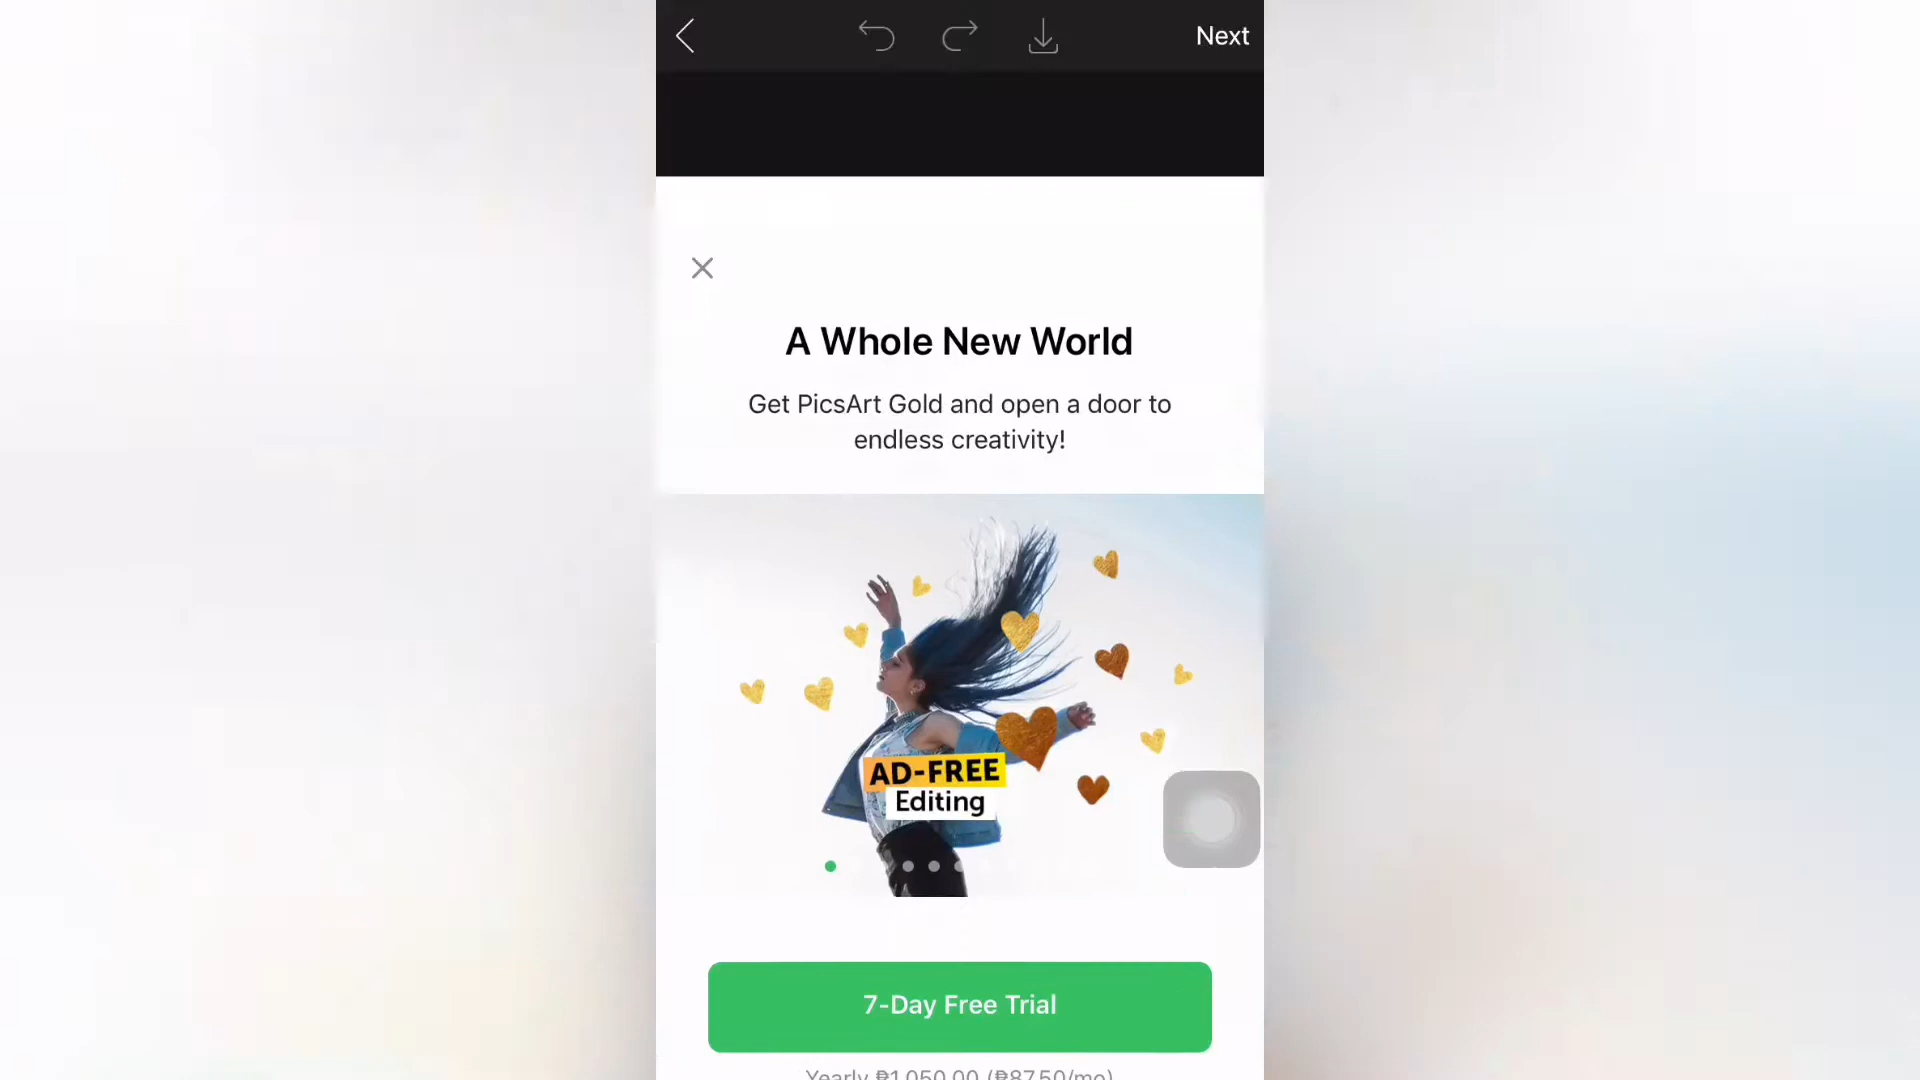 Next
A Whole New World
Get PicsArt Gold and open a door to
endless creativity!
AD-FREE
Editing
7-Day Free Trial
Yearly ₱1,050.00 (₱87.50/mo)